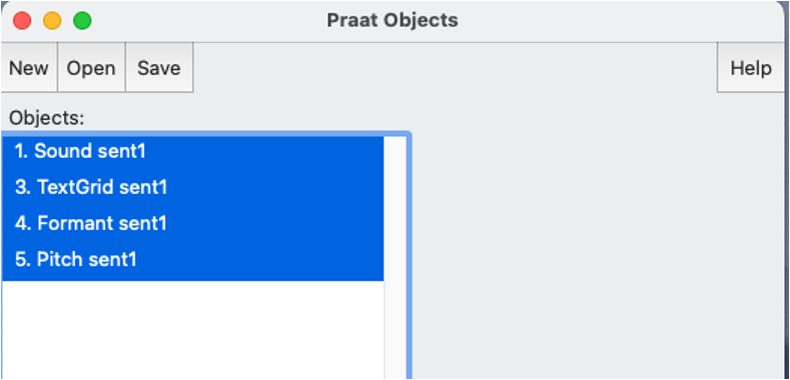 Praat Objects
New Open Save Help
Objects:
1. Sound sent1
3. TextGrid sent1
4. Formant sent1
5. Pitch sent1